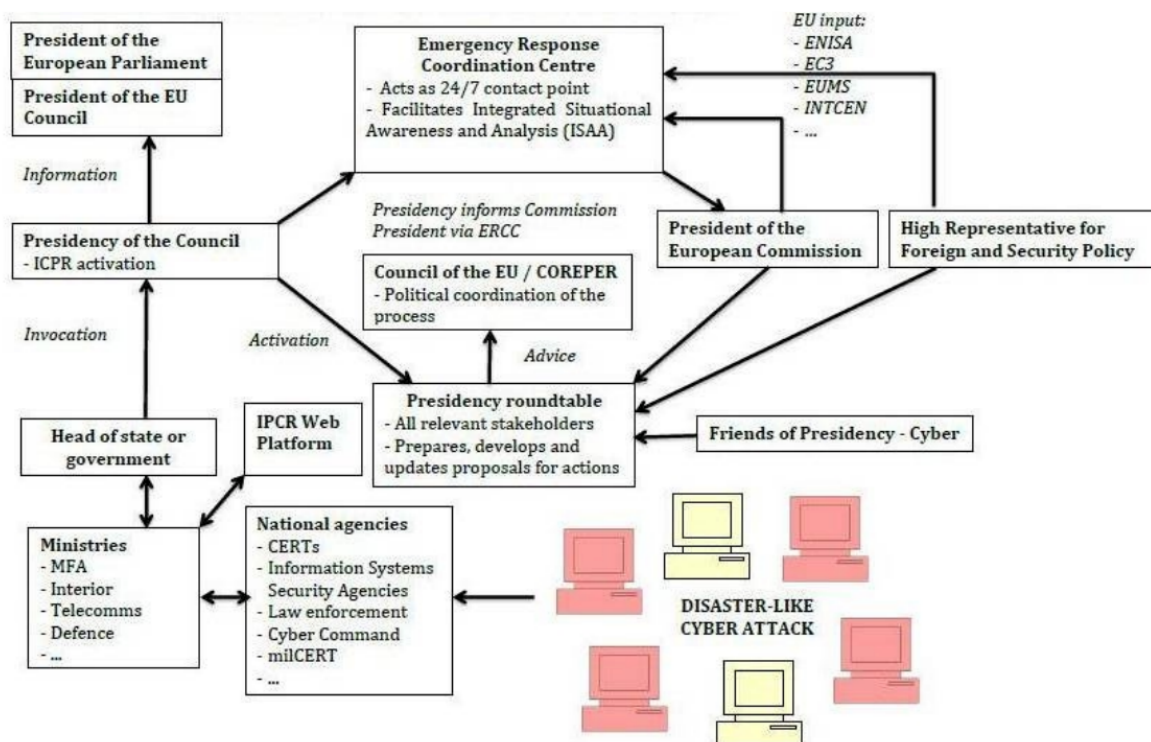 President of the
European Parliament
President of the EU
Council
Information
Presidency of the Council
- ICPR activation
Invocation
Activation
Head of state or
government
IPCR Web
Platform
Ministries
- MFA
- Interior
- Telecomms
- Defence
- ...
National agencies
- CERTs
- Information Systems
Security Agencies
- Law enforcement
- Cyber Command
- milCERT
- ...
Emergency Response
Coordination Centre
- Acts as 24/7 contact point
- Facilitates Integrated Situational
Awareness and Analysis (ISAA)
Presidency informs Commission
President via ERCC
Council of the EU / COREPER
- Political coordination of the
process
Advice
Presidency roundtable
- All relevant stakeholders
- Prepares, develops and
updates proposals for actions
EU input:
- ENISA
- EC3
- EUMS
- INTCEN
- ...
President of the
European Commission
High Representative for
Foreign and Security Policy
Friends of Presidency - Cyber
DISASTER-LIKE
CYBER ATTACK